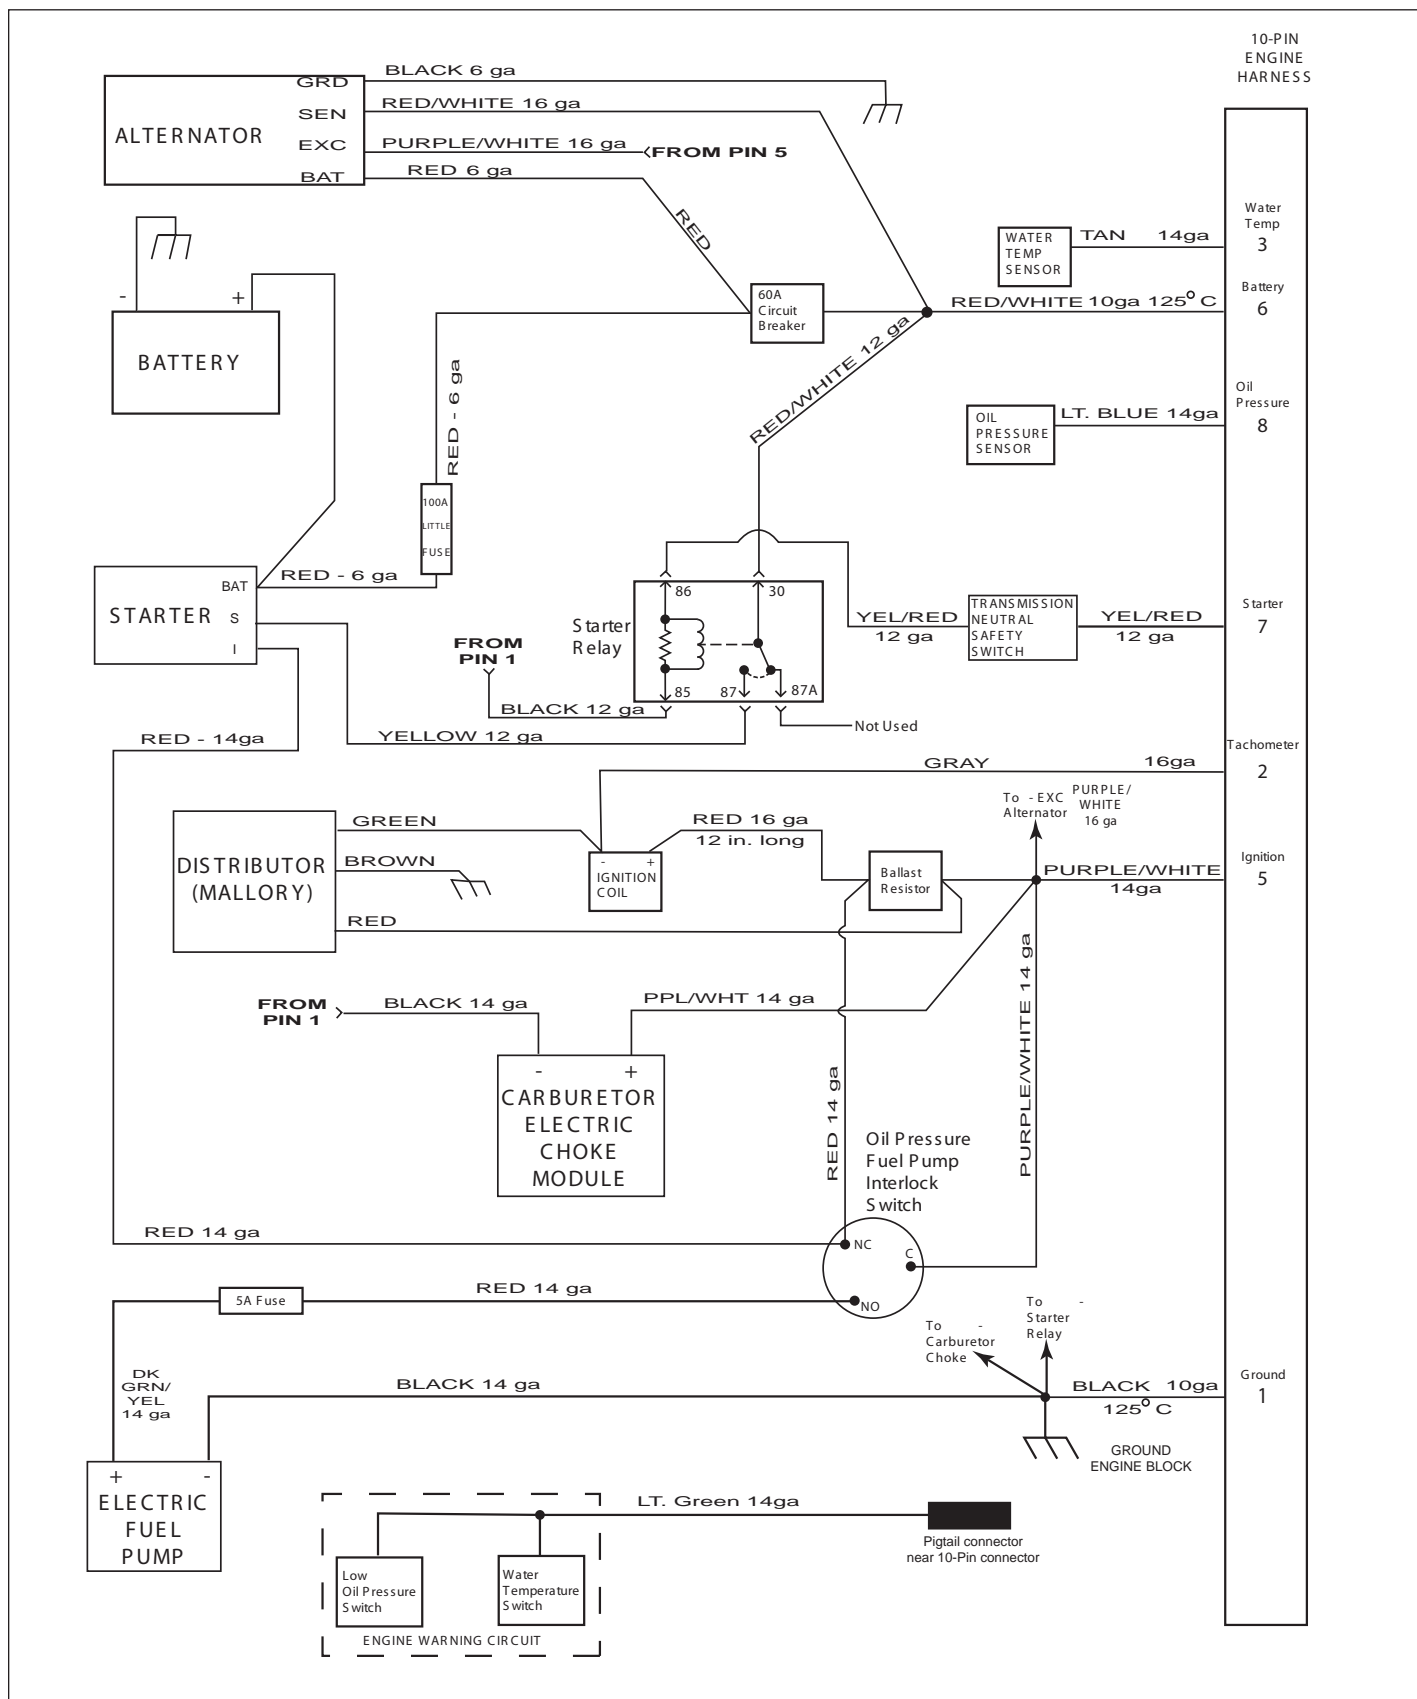 10-PIN
ENGINE
HARNESS
ALTERNATOR
GRD
SEN
EXC
BAT
BLACK 6 ga
RED/WHITE 16 ga
PURPLE/WHITE 16 ga
FROM PIN 5
RED 6 ga
RED
- +
BATTERY
60A
Circuit
Breaker
WATER
TEMP
SENSOR
TAN 14ga
Water
Temp
3
RED/WHITE 10ga 125° C
Battery
6
RED/WHITE 12 ga
RED - 6 ga
OIL
PRESSURE
SENSOR
LT. BLUE 14ga
Oil
Pressure
8
100A
LITTLE
FUSE
RED - 6 ga
STARTER
BAT
S
I
Starter
Relay
86
30
85
87
87A
FROM
PIN 1
BLACK 12 ga
YELLOW 12 ga
Not Used
YEL/RED
12 ga
TRANSMISSION
NEUTRAL
SAFETY
SWITCH
YEL/RED
12 ga
Starter
7
RED - 14ga
GRAY 16ga
Tachometer
2
DISTRIBUTOR
(MALLORY)
GREEN
BROWN
RED
- +
IGNITION
COIL
RED 16 ga
12 in. long
Ballast
Resistor
To - EXC
Alternator
PURPLE/
WHITE
16 ga
PURPLE/WHITE
14ga
Ignition
5
FROM
PIN 1
BLACK 14 ga
PPL/WHT 14 ga
- +
CARBURETOR
ELECTRIC
CHOKE
MODULE
RED 14 ga
PURPLE/WHITE 14 ga
Oil Pressure
Fuel Pump
Interlock
Switch
RED 14 ga
NC
C
NO
5A Fuse
RED 14 ga
To -
Carburetor
Choke
To -
Starter
Relay
DK
GRN/
YEL
14 ga
BLACK 14 ga
BLACK 10ga
125° C
Ground
1
GROUND
ENGINE BLOCK
+ -
ELECTRIC
FUEL
PUMP
LT. Green 14ga
Pigtail connector
near 10-Pin connector
Low
Oil Pressure
Switch
Water
Temperature
Switch
ENGINE WARNING CIRCUIT